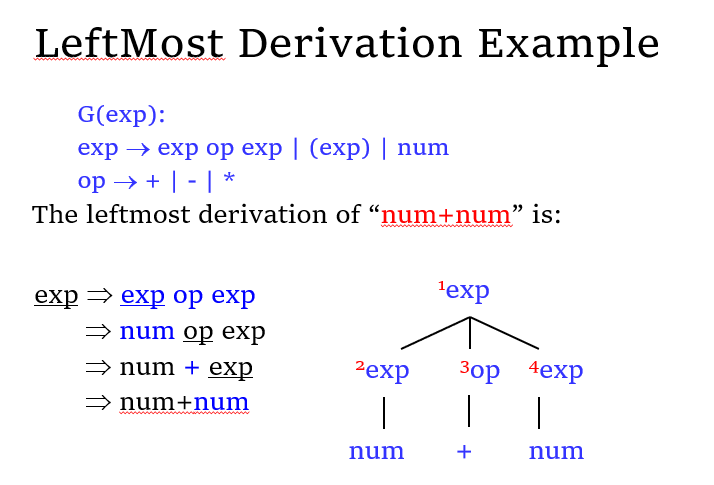 LeftMost Derivation Example
G(exp):
exp → exp op exp | (exp) | num
op → + | - | *
The leftmost derivation of “num+num” is:
exp ⇒ exp op exp
⇒ num op exp
⇒ num + exp
⇒ num+num
¹exp
²exp ³op ⁴exp
num + num